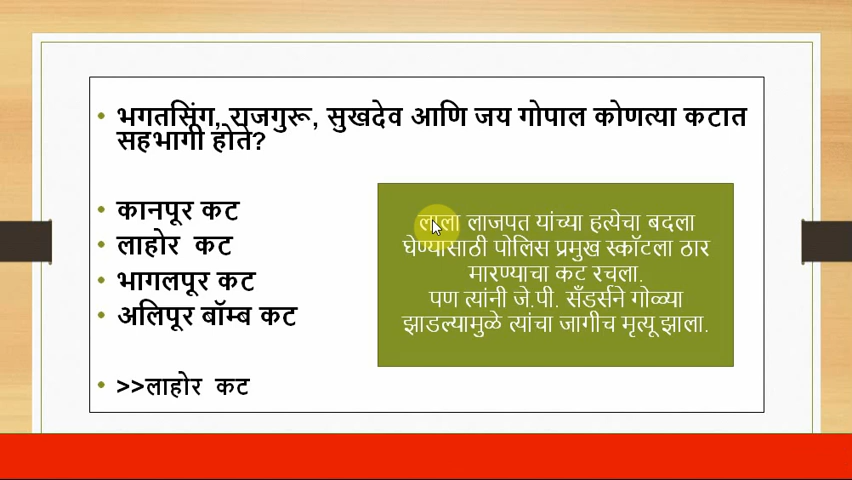 भगतसिंग, राजगुरू, सुखदेव आणि जय गोपाल कोणत्या कटात
सहभागी होते?
कानपूर कट
लाहोर कट
भागलपूर कट
अलिपूर बॉम्ब कट
>>लाहोर कट
लाला लाजपत यांच्या हत्येचा बदला
घेण्यासाठी पोलिस प्रमुख स्कॉटला ठार
मारण्याचा कट रचला.
पण त्यांनी जे.पी. सँडर्सने गोळ्या
झाडल्यामुळे त्यांचा जागीच मृत्यू झाला.